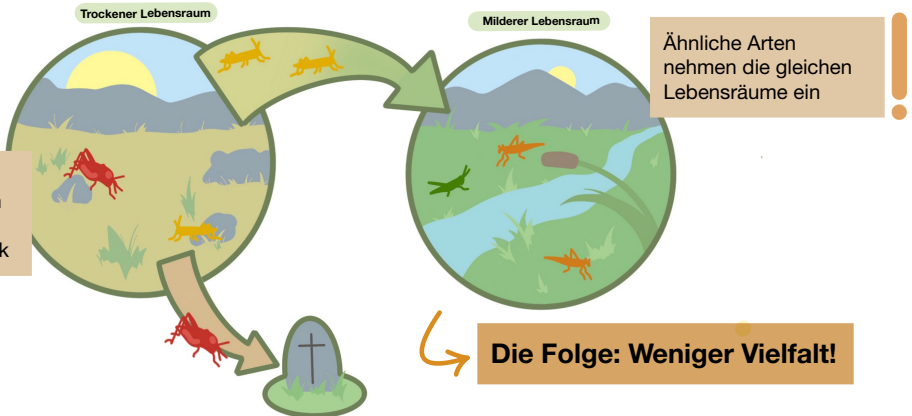 Trockener Lebensraum
Milderer Lebensraum
Ähnliche Arten
nehmen die gleichen
Lebensräume ein
Die Folge: Weniger Vielfalt!